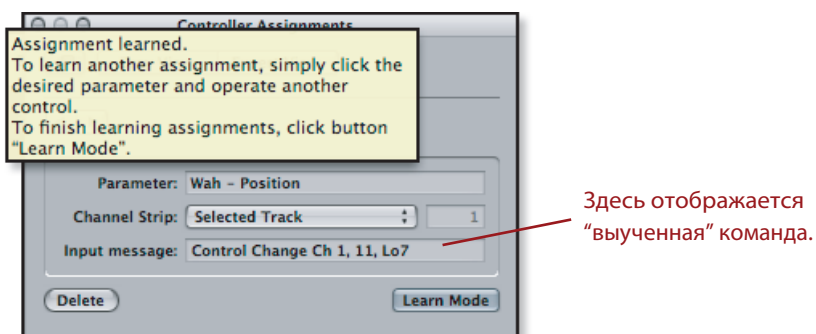 Controller Assignments
Assignment learned.
To learn another assignment, simply click the
desired parameter and operate another
control.
To finish learning assignments, click button
“Learn Mode”.
Parameter: Wah – Position
Channel Strip: Selected Track 1
Input message: Control Change Ch 1, 11, Lo7
Delete Learn Mode
Здесь отображается
“выученная” команда.